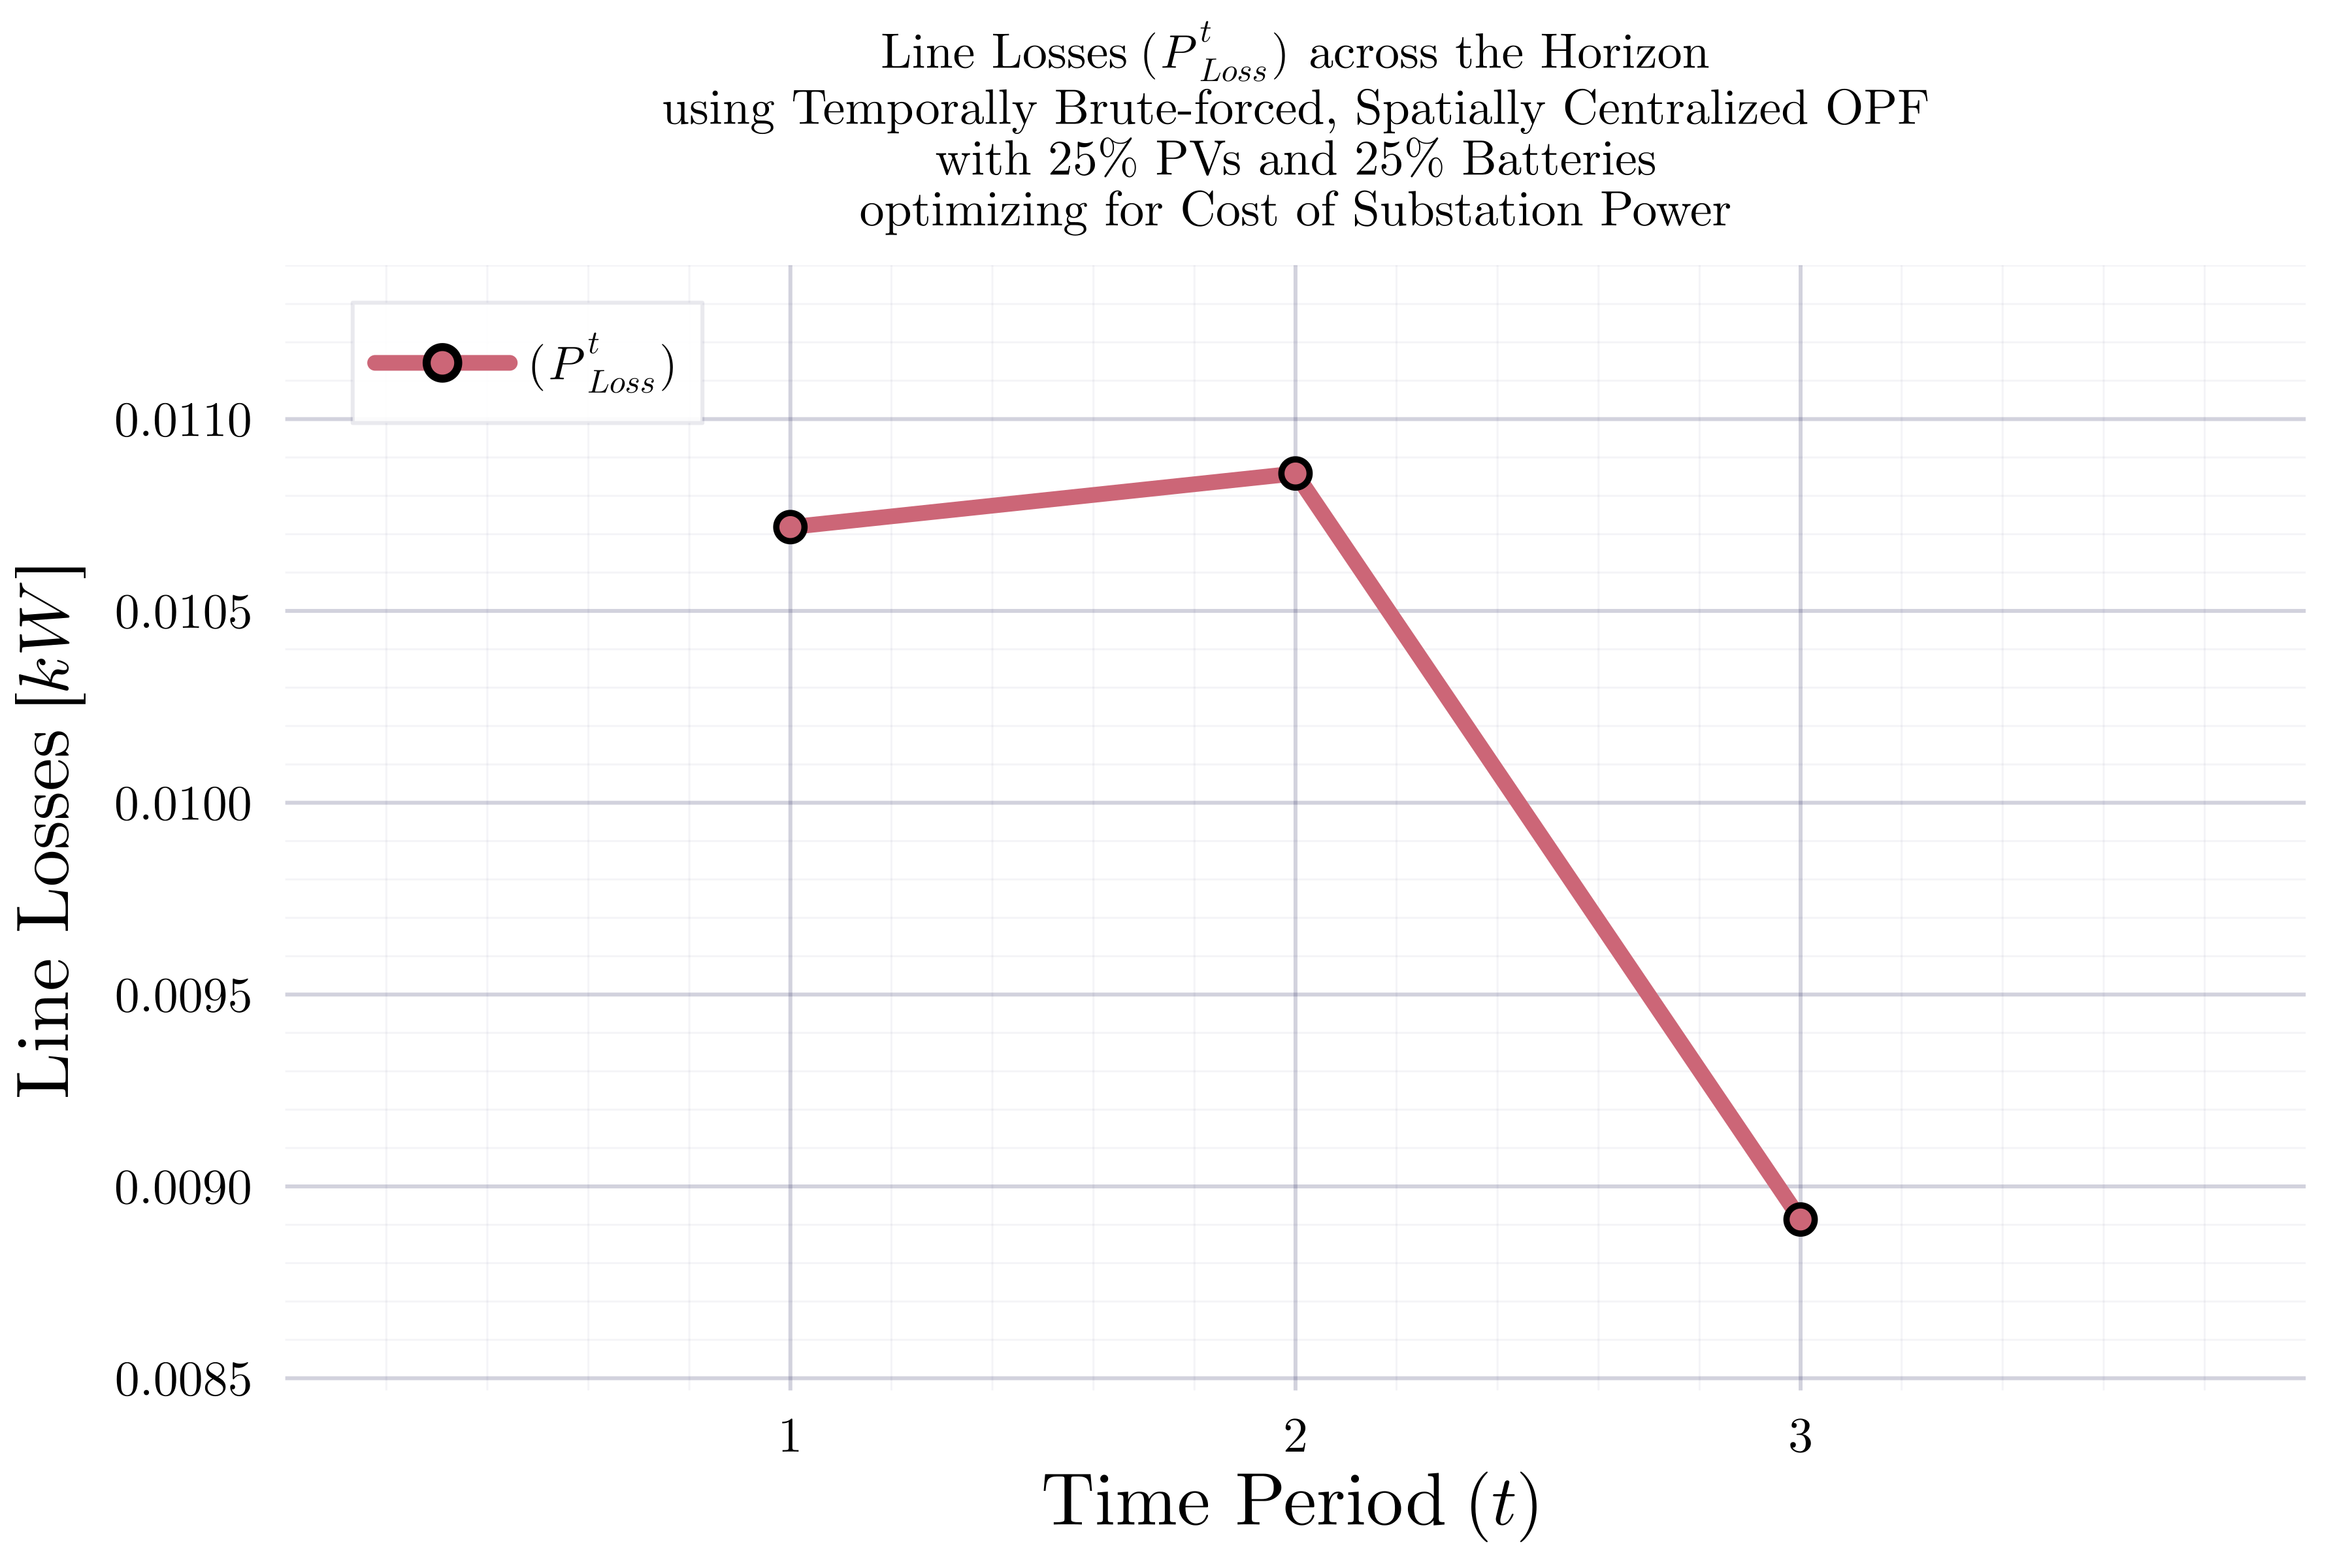 Line Losses (P^t_{Loss}) across the Horizon
using Temporally Brute-forced, Spatially Centralized OPF
with 25% PVs and 25% Batteries
optimizing for Cost of Substation Power
(P^t_{Loss})
0.0110
0.0105
0.0100
0.0095
0.0090
0.0085
Line Losses [kW]
1 2 3
Time Period (t)